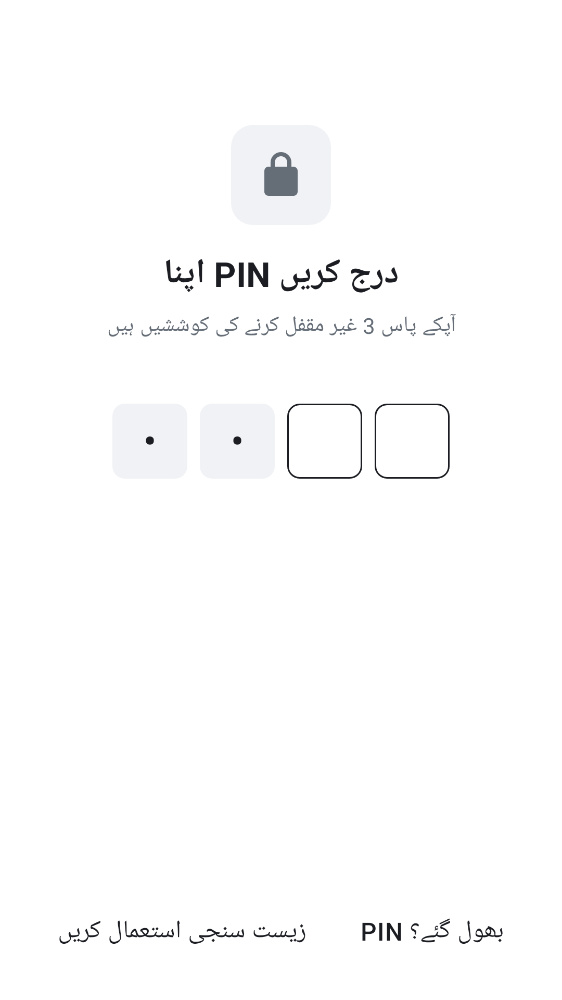 اپنا PIN درج کریں
آپکے پاس 3 غیر مقفل کرنے کی کوششیں ہیں
PIN بھول گئے؟
زیست سنجی استعمال کریں